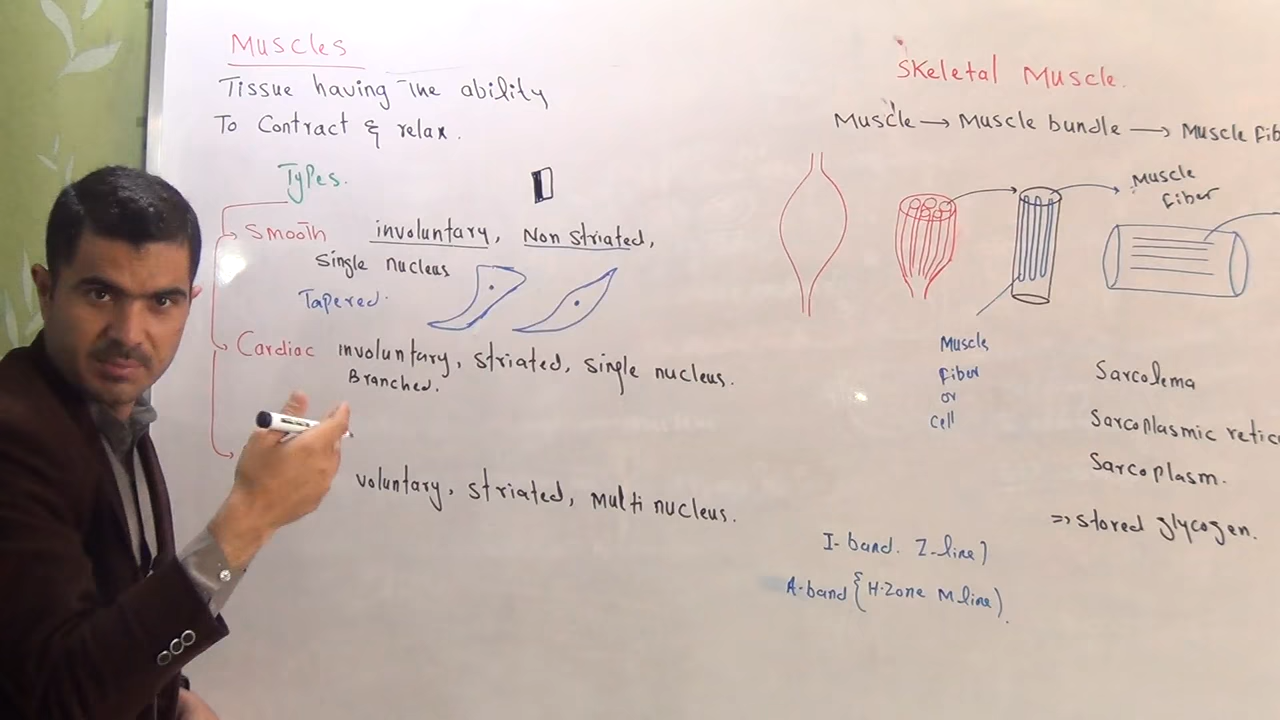 Muscles
Tissue having The ability
To Contract & relax.
Types.
Smooth involuntary, Non Striated,
Single nucleus
Tapered.
Cardiac involuntary, striated, single nucleus.
Branched.
voluntary, striated, Multi nucleus.
Skeletal Muscle.
Muscle → Muscle bundle → Muscle Fib
Muscle
fiber
Muscle
fiber
or
cell
Sarcolema
Sarcoplasmic retic
Sarcoplasm.
⇒ stored glycogen.
I-band. Z-line)
A-band { H-Zone M line).